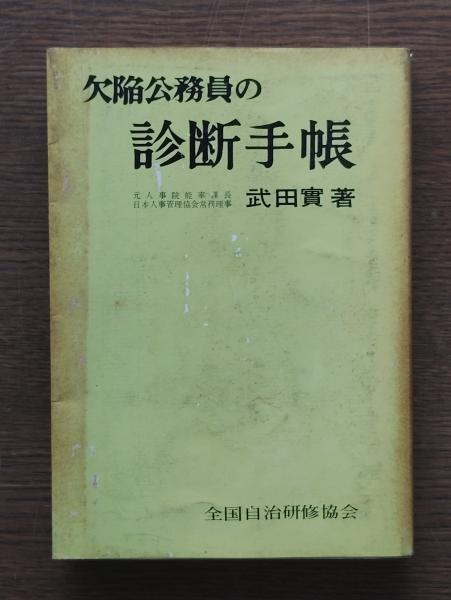 欠陥公務員の
診断手帳
元人事院能率課長
日本人事管理協会常務理事
武田實著
全国自治研修協会